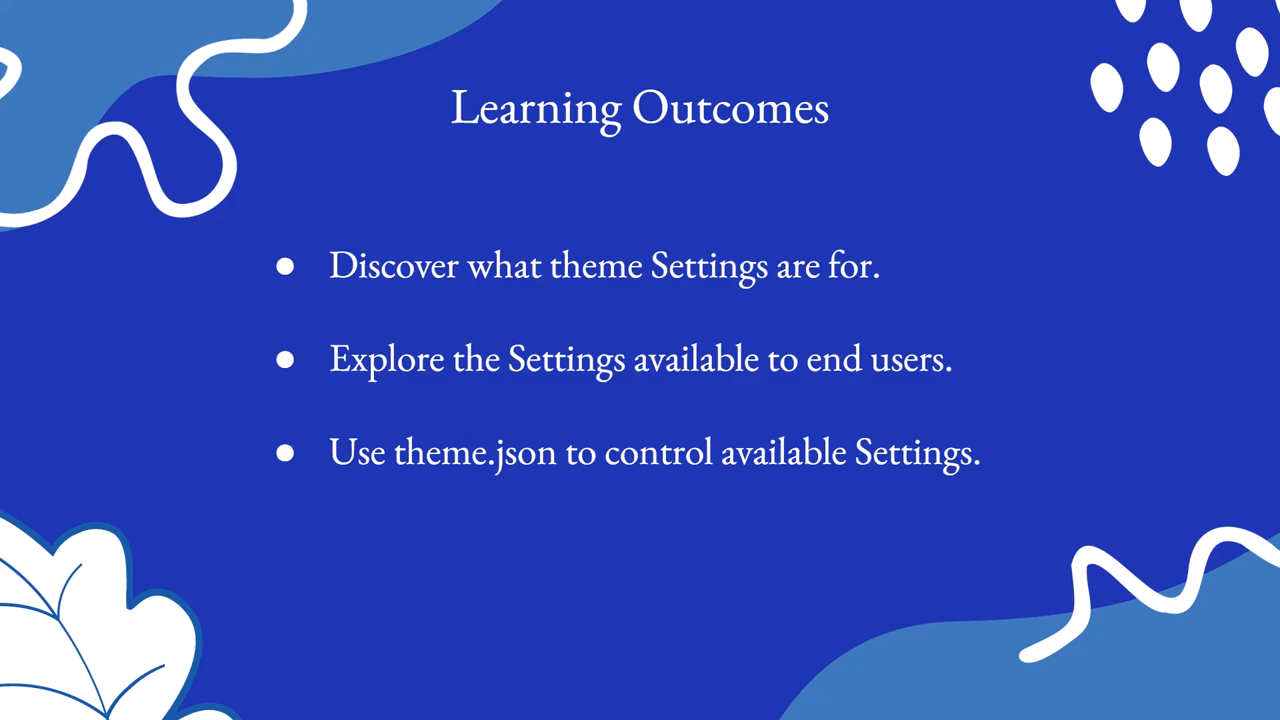 Learning Outcomes
● Discover what theme Settings are for.
● Explore the Settings available to end users.
● Use theme.json to control available Settings.